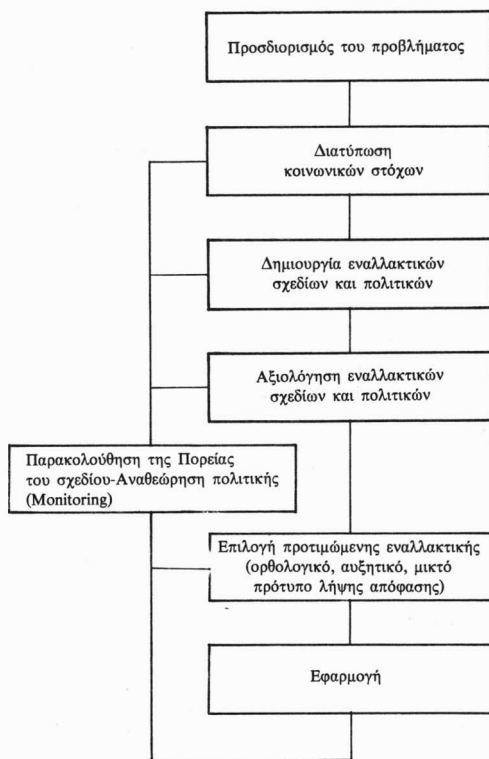 Προσδιορισμός του προβλήματος
Διατύπωση
κοινωνικών στόχων
Δημιουργία εναλλακτικών
σχεδίων και πολιτικών
Αξιολόγηση εναλλακτικών
σχεδίων και πολιτικών
Παρακολούθηση της Πορείας
του σχεδίου-Αναθεώρηση πολιτικής
(Monitoring)
Επιλογή προτιμώμενης εναλλακτικής
(ορθολογικό, αυξητικό, μικτό
πρότυπο λήψης απόφασης)
Εφαρμογή